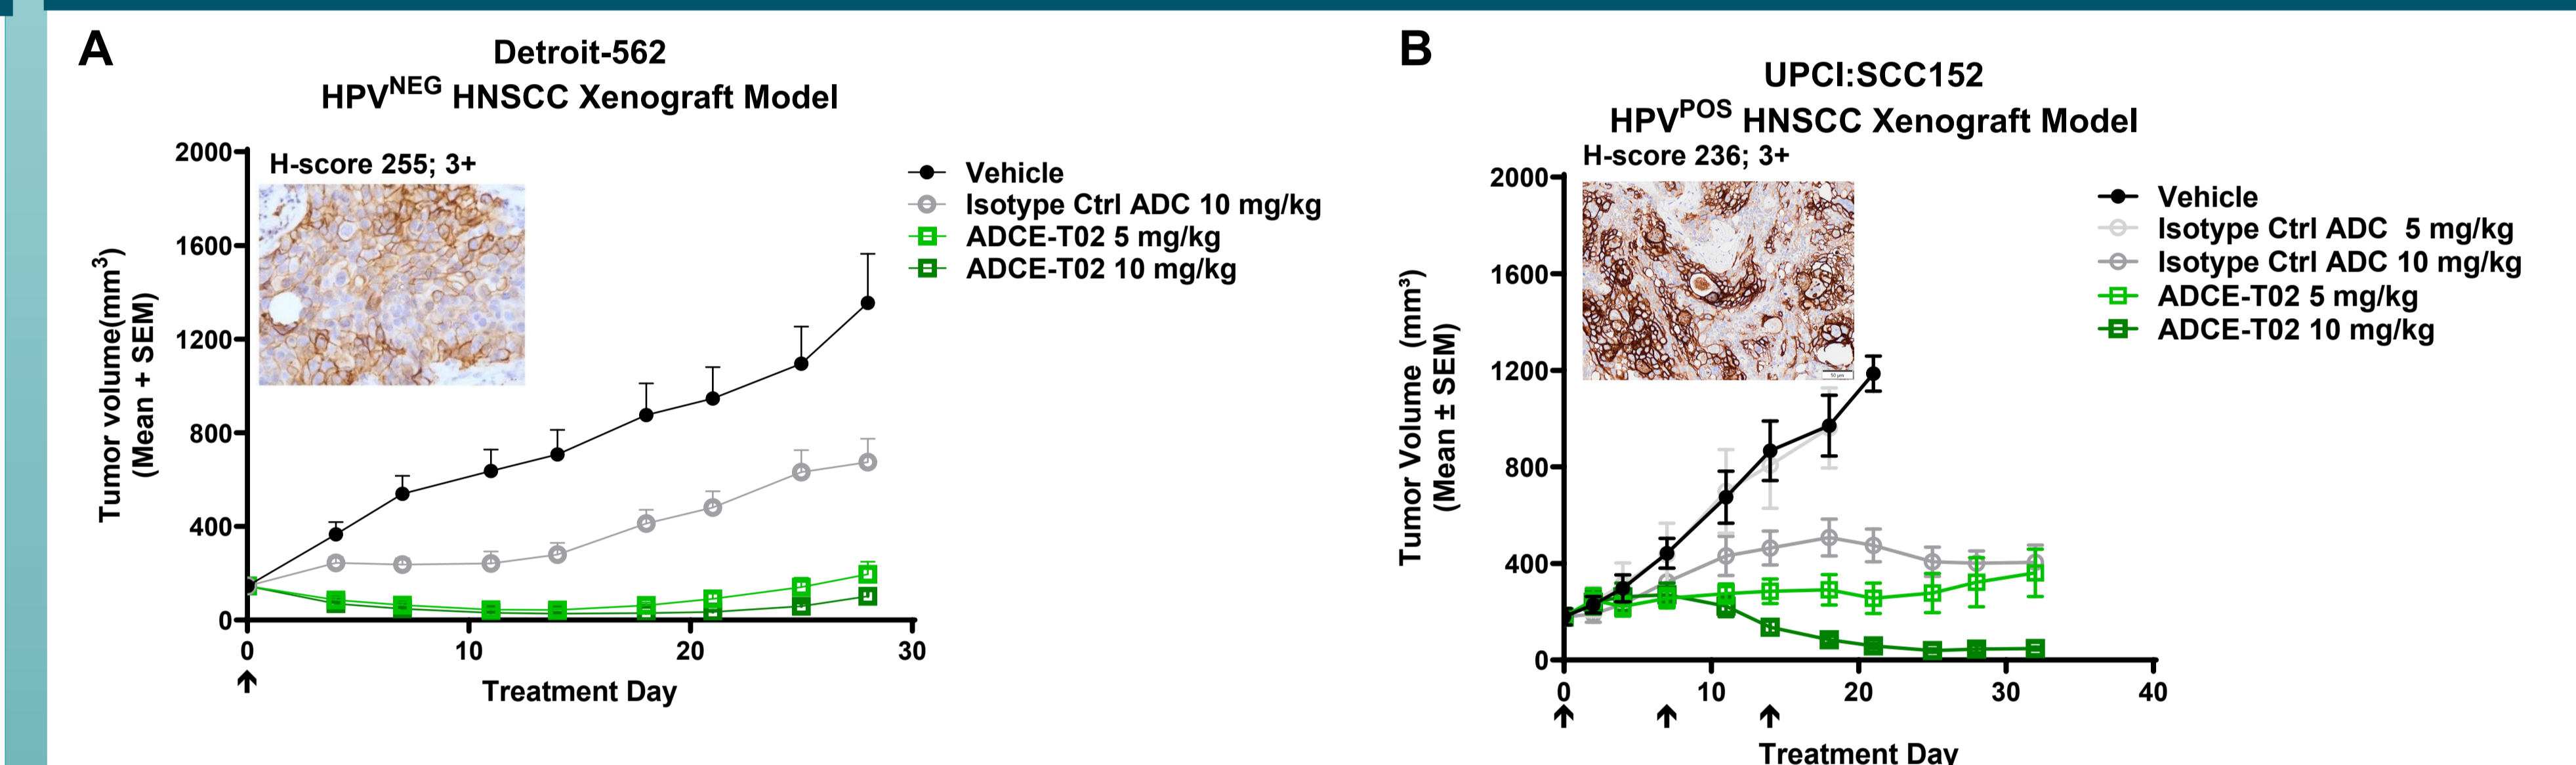 A
Detroit-562
HPVNEG HNSCC Xenograft Model
H-score 255; 3+
Tumor volume(mm3)
(Mean + SEM)
2000
1600
1200
800
400
0
0 10 20 30
Treatment Day
Vehicle
Isotype Ctrl ADC 10 mg/kg
ADCE-T02 5 mg/kg
ADCE-T02 10 mg/kg
B
UPCI:SCC152
HPVPOS HNSCC Xenograft Model
H-score 236; 3+
Tumor Volume (mm³)
(Mean ± SEM)
2000
1600
1200
800
400
0
0 10 20 30 40
Treatment Day
50 µm
Vehicle
Isotype Ctrl ADC 5 mg/kg
Isotype Ctrl ADC 10 mg/kg
ADCE-T02 5 mg/kg
ADCE-T02 10 mg/kg